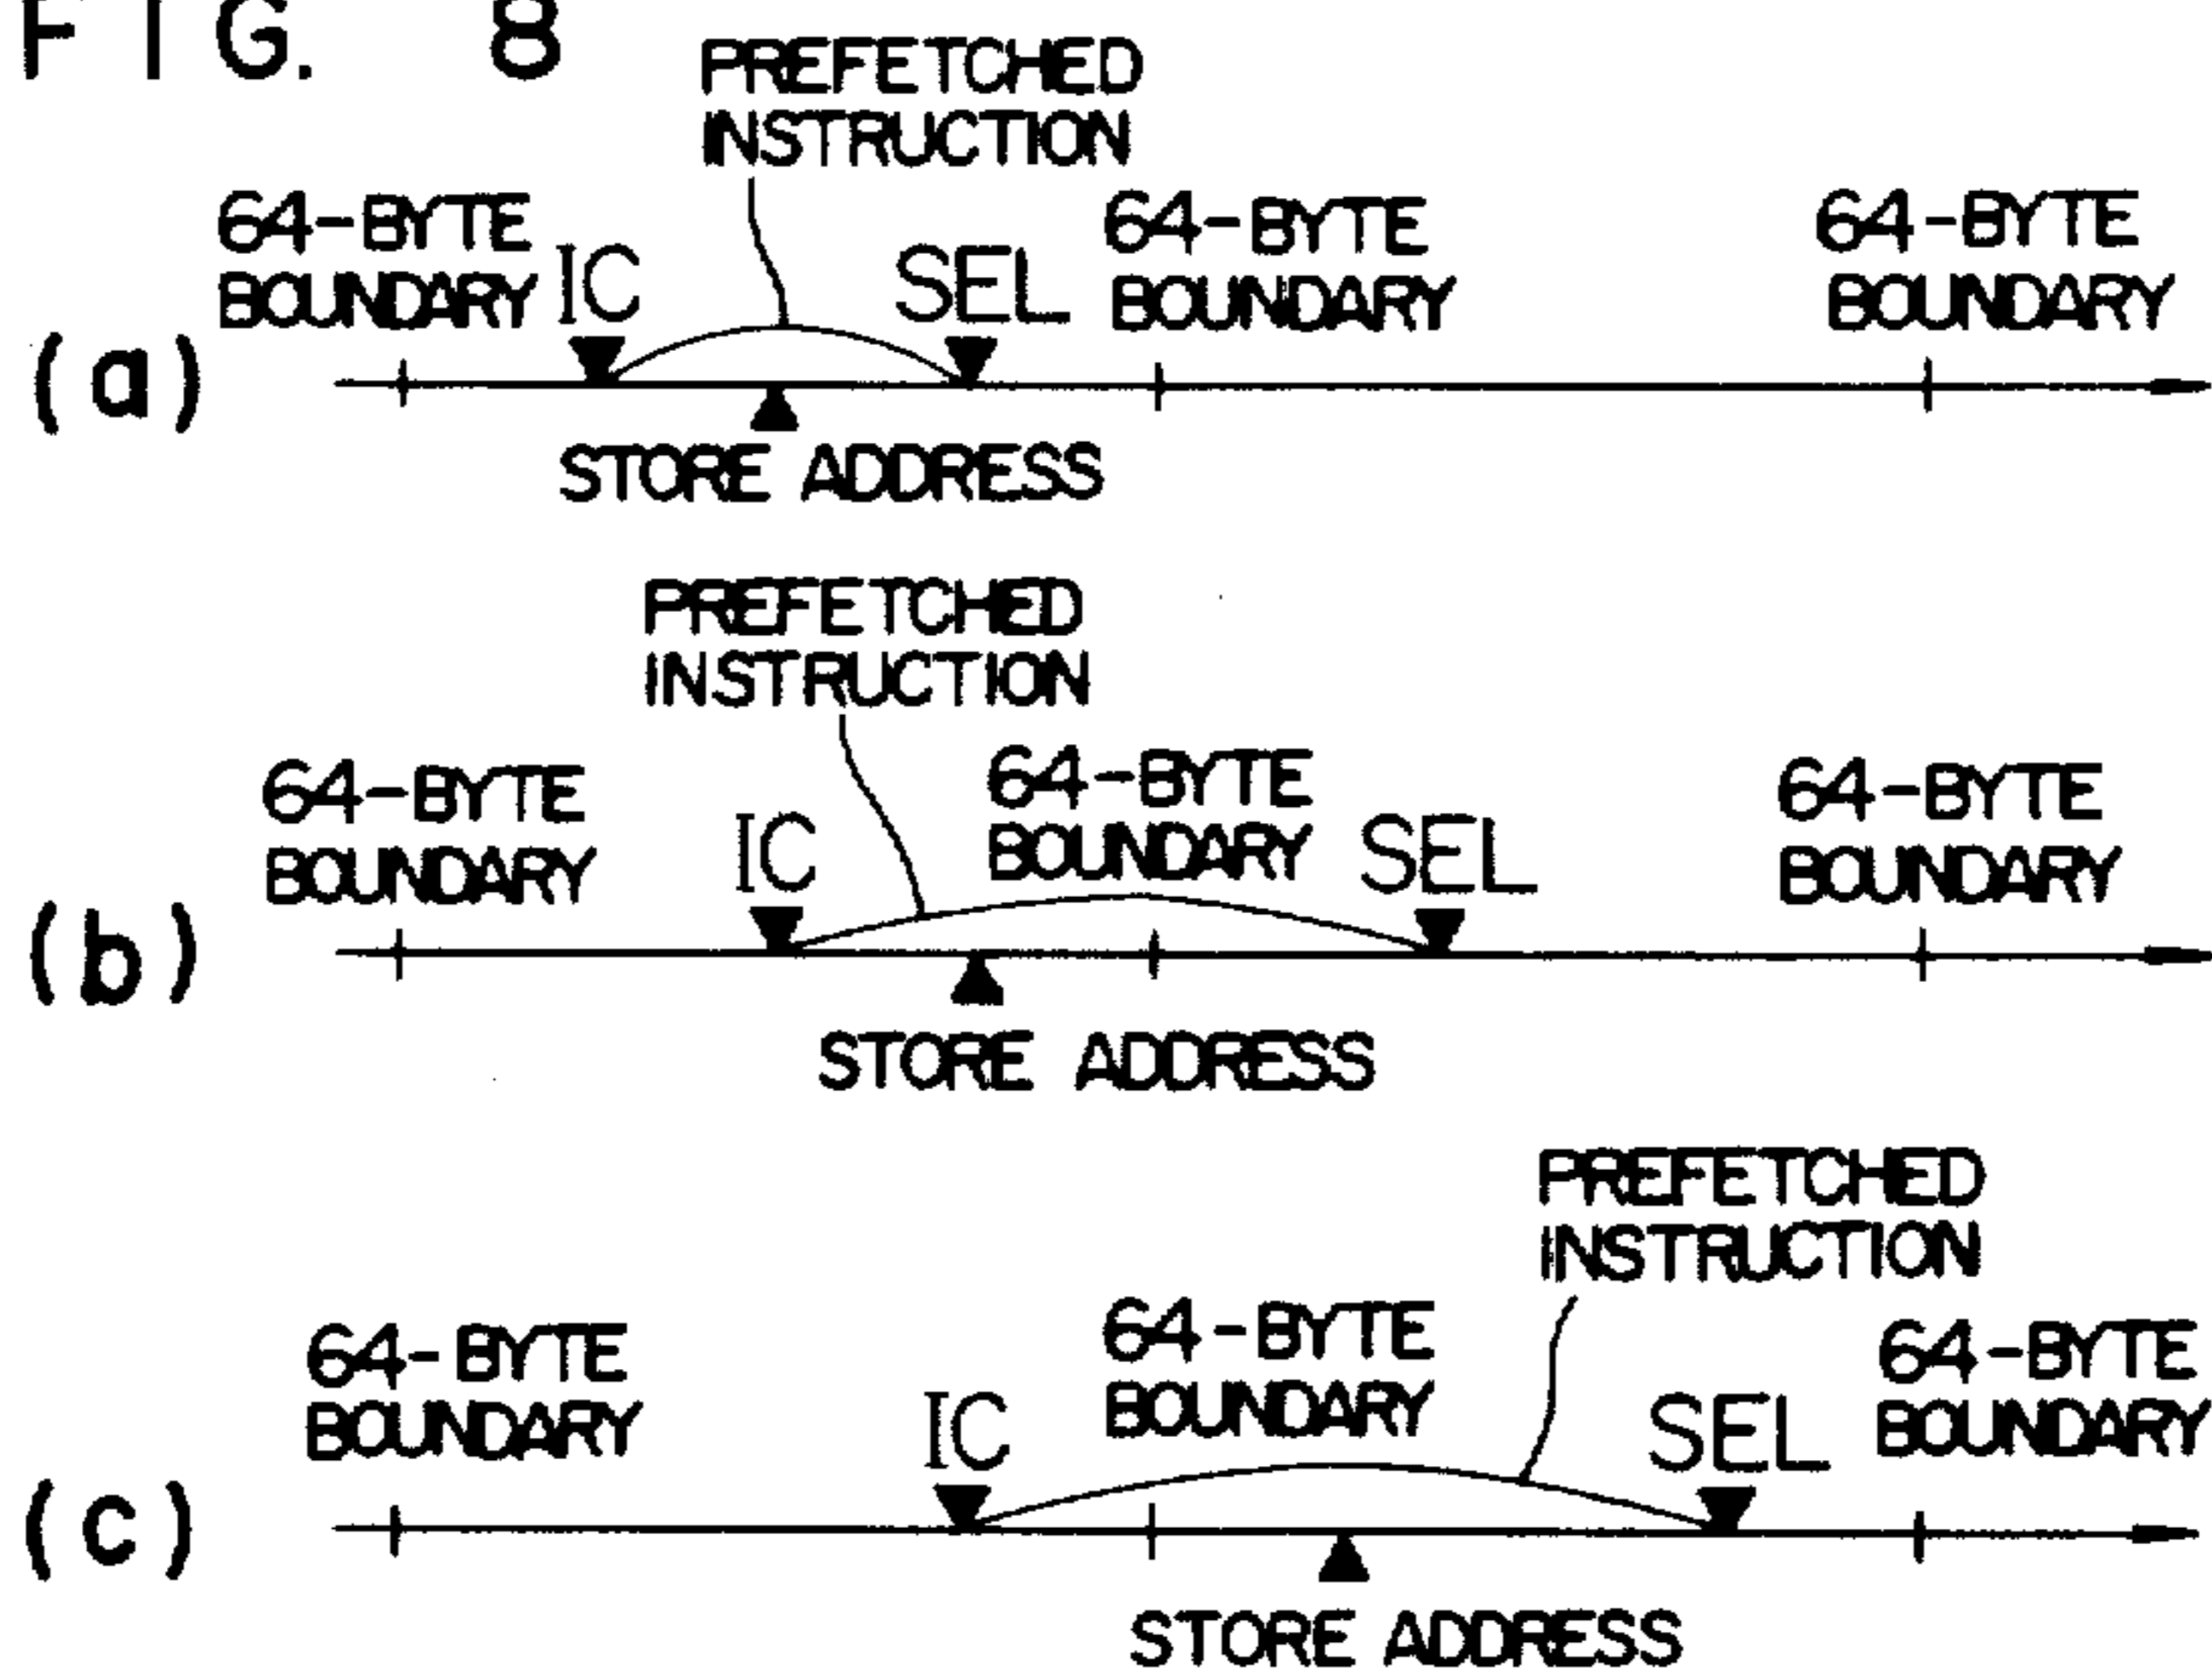 FIG. 8
PREFETCHED
INSTRUCTION
64-BYTE
BOUNDARY
IC
SEL
64-BYTE
BOUNDARY
64-BYTE
BOUNDARY
(a)
STORE ADDRESS
PREFETCHED
INSTRUCTION
64-BYTE
BOUNDARY
IC
64-BYTE
BOUNDARY
SEL
64-BYTE
BOUNDARY
(b)
STORE ADDRESS
PREFETCHED
INSTRUCTION
64-BYTE
BOUNDARY
IC
64-BYTE
BOUNDARY
SEL
64-BYTE
BOUNDARY
(c)
STORE ADDRESS